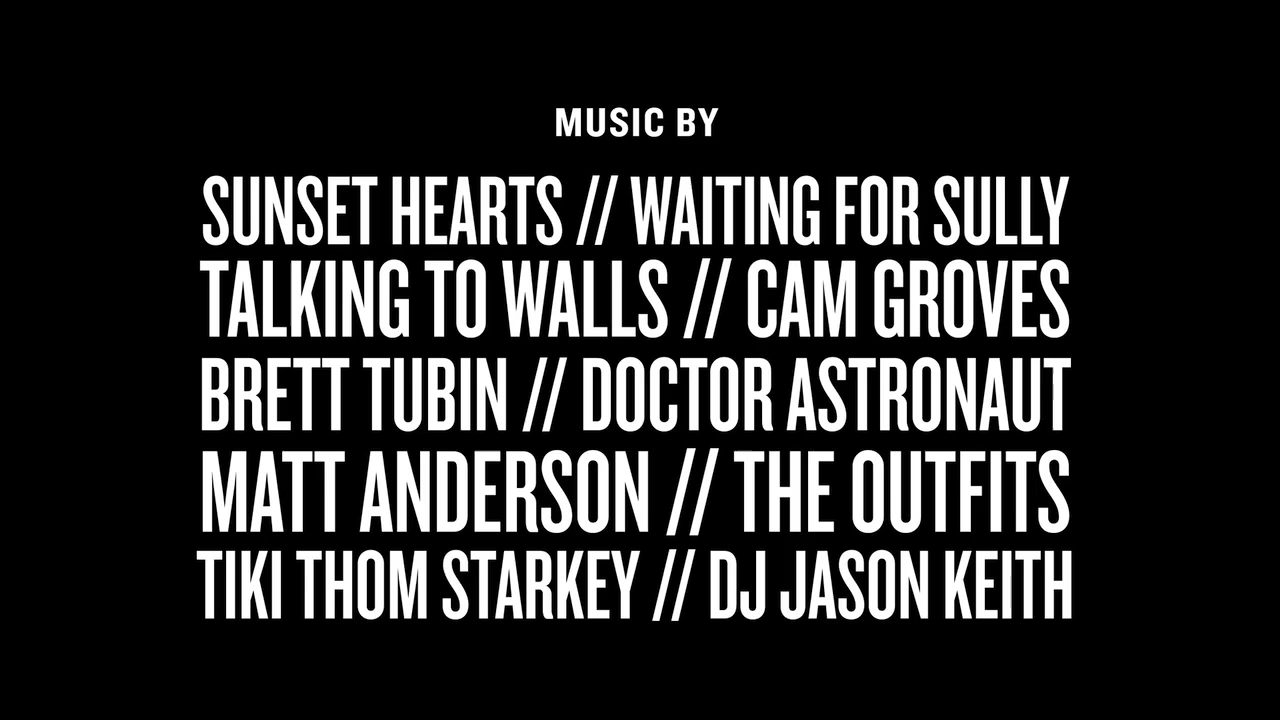 MUSIC BY
SUNSET HEARTS // WAITING FOR SULLY
TALKING TO WALLS // CAM GROVES
BRETT TUBIN // DOCTOR ASTRONAUT
MATT ANDERSON // THE OUTFITS
TIKI THOM STARKEY // DJ JASON KEITH